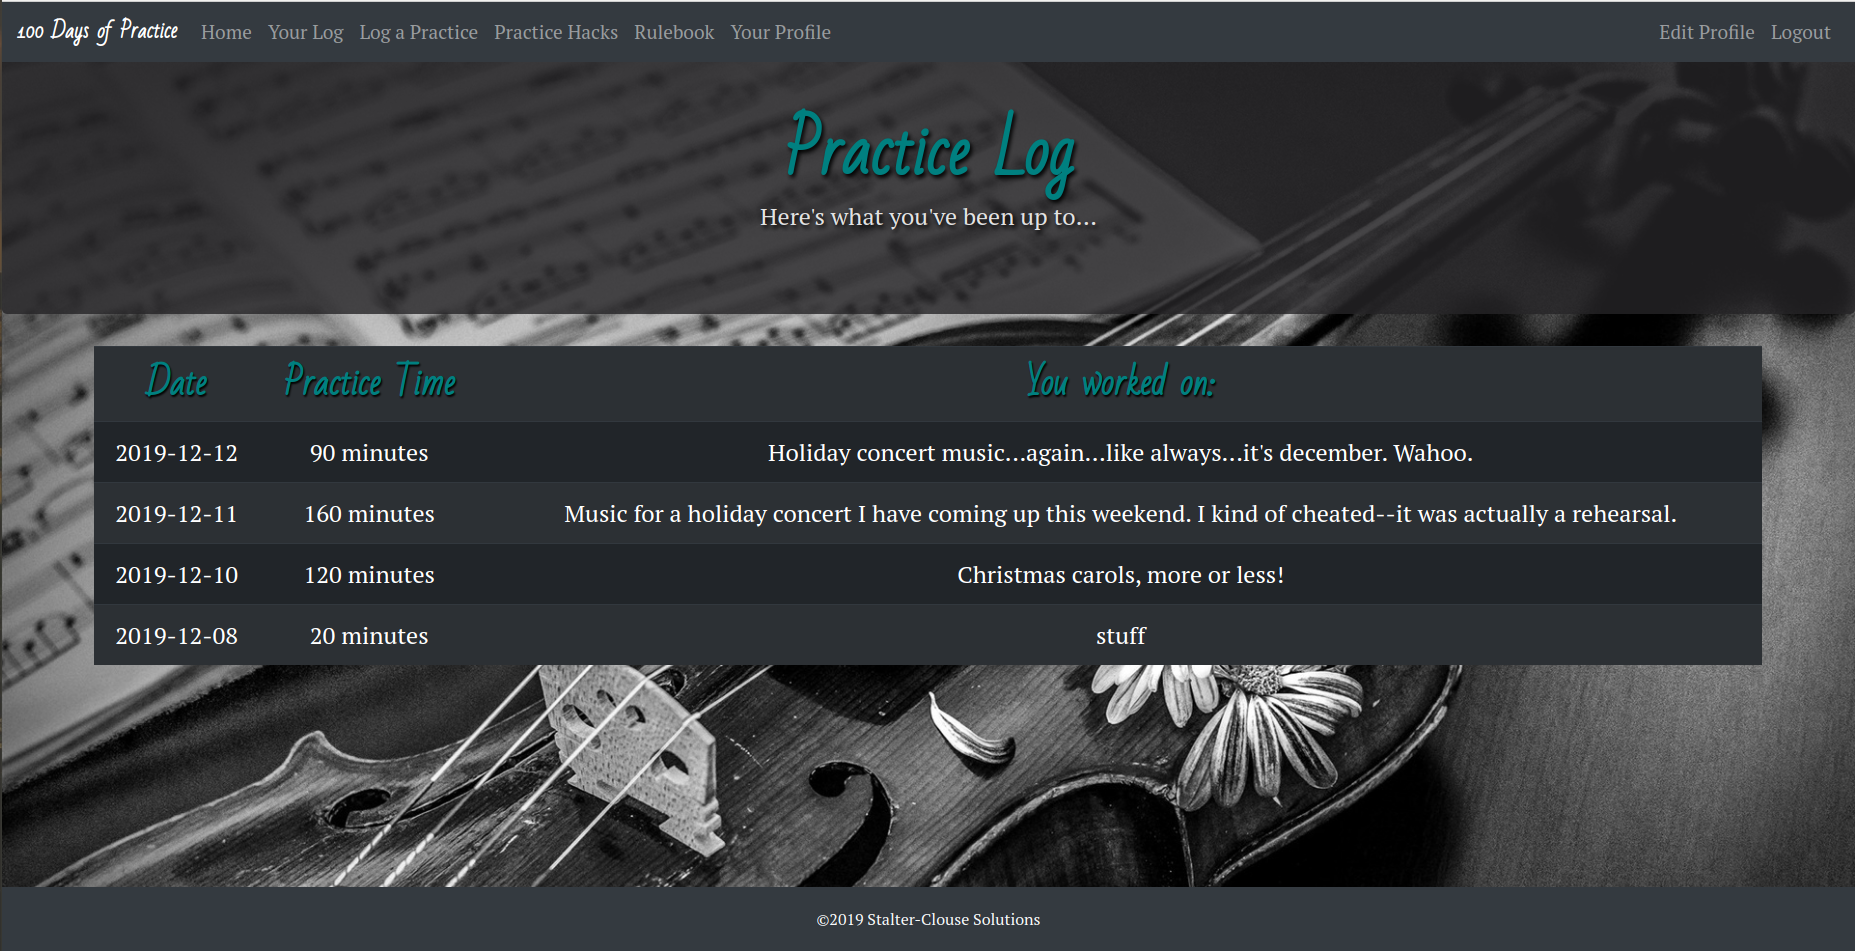 100 Days of Practice Home Your Log Log a Practice Practice Hacks Rulebook Your Profile Edit Profile Logout
Practice Log
Here's what you've been up to...
Date Practice Time You worked on:
2019-12-12 90 minutes Holiday concert music...again...like always...it's december. Wahoo.
2019-12-11 160 minutes Music for a holiday concert I have coming up this weekend. I kind of cheated--it was actually a rehearsal.
2019-12-10 120 minutes Christmas carols, more or less!
2019-12-08 20 minutes stuff
©2019 Stalter-Clouse Solutions